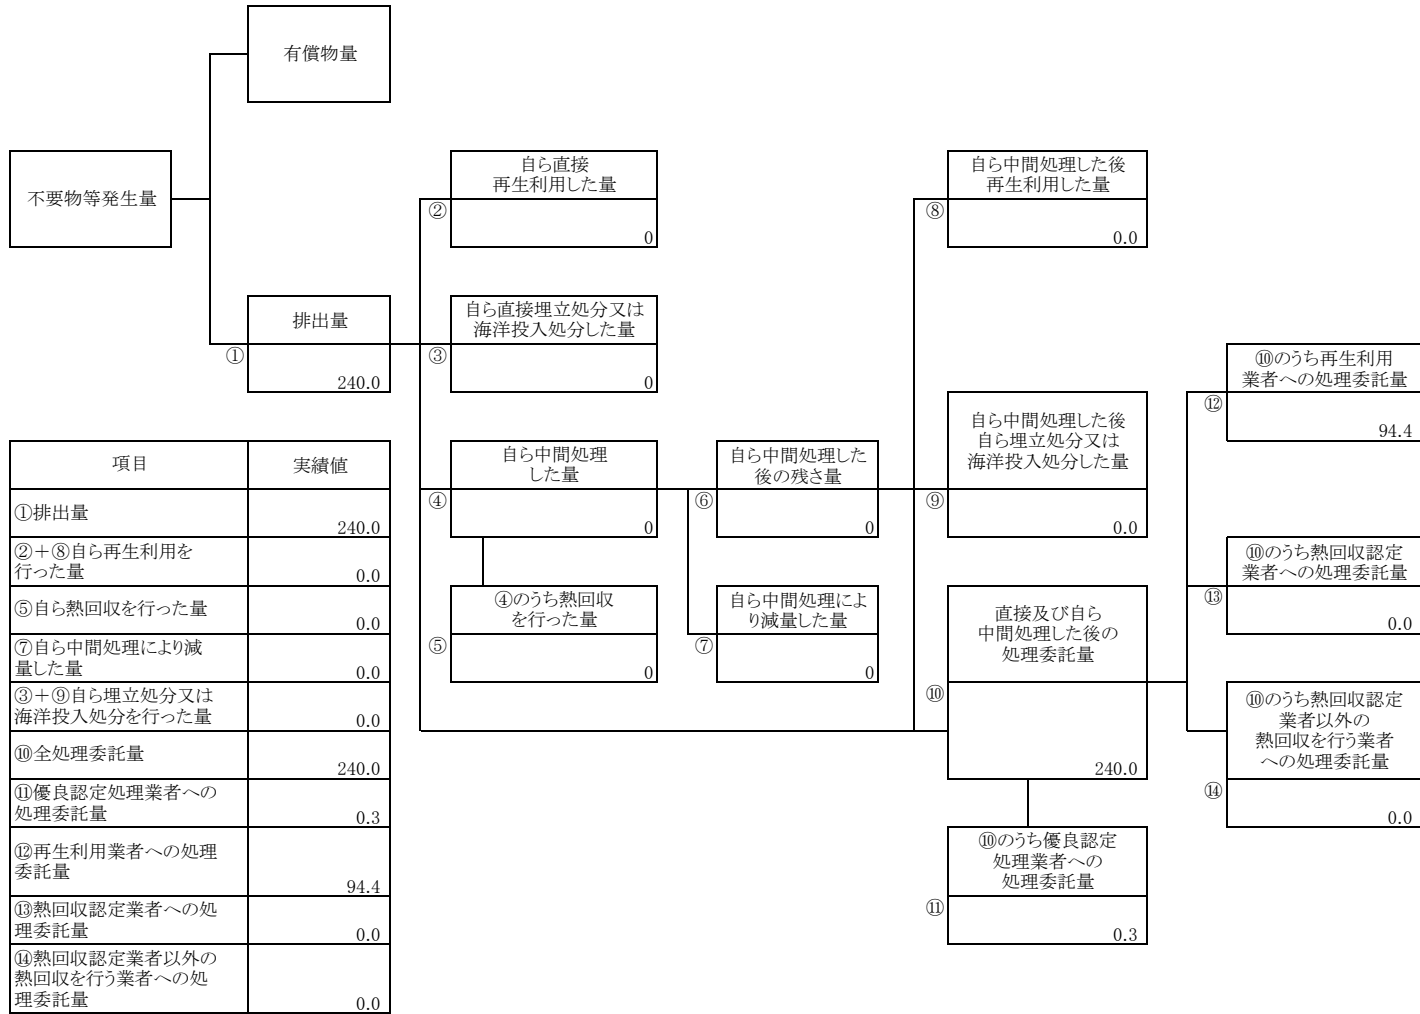 有償物量
不要物等発生量
排出量
①
240.0
自ら直接
再生利用した量
②
0
自ら直接埋立処分又は
海洋投入処分した量
③
0
自ら中間処理
した量
④
0
④のうち熱回収
を行った量
⑤
0
自ら中間処理した
後の残さ量
⑥
0
自ら中間処理によ
り減量した量
⑦
0
自ら中間処理した後
再生利用した量
⑧
0.0
自ら中間処理した後
自ら埋立処分又は
海洋投入処分した量
⑨
0.0
直接及び自ら
中間処理した後の
処理委託量
⑩
240.0
⑩のうち優良認定
処理業者への
処理委託量
⑪
0.3
⑩のうち再生利用
業者への処理委託量
⑫
94.4
⑩のうち熱回収認定
業者への処理委託量
⑬
0.0
⑩のうち熱回収認定
業者以外の
熱回収を行う業者
への処理委託量
⑭
0.0
項目 実績値
①排出量
240.0
②＋⑧自ら再生利用を
行った量 0.0
⑤自ら熱回収を行った量
0.0
⑦自ら中間処理により減
量した量 0.0
③＋⑨自ら埋立処分又は
海洋投入処分を行った量 0.0
⑩全処理委託量
240.0
⑪優良認定処理業者への
処理委託量 0.3
⑫再生利用業者への処理
委託量
94.4
⑬熱回収認定業者への処
理委託量 0.0
⑭熱回収認定業者以外の
熱回収を行う業者への処
理委託量 0.0